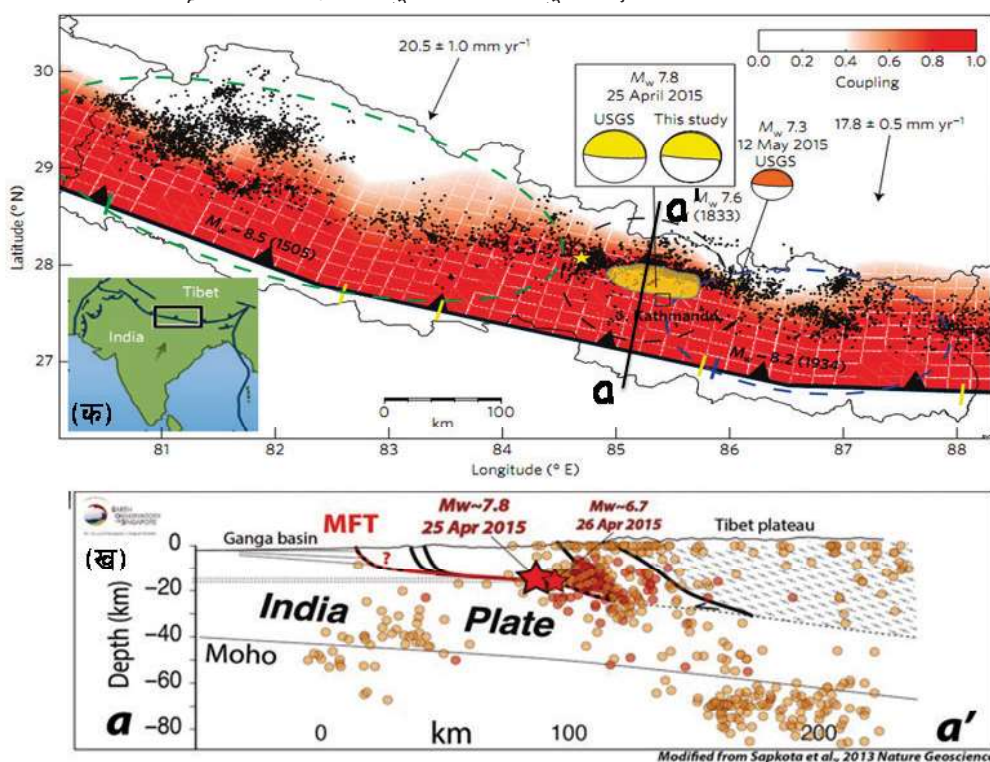 20.5 ± 1.0 mm yr⁻¹
0.0 0.2 0.4 0.6 0.8 1.0
Coupling
Mw 7.8
25 April 2015
USGS This study
Mw 7.3
12 May 2015
USGS
17.8 ± 0.5 mm yr⁻¹
a'
Mw 7.6
(1833)
30
29
28
27
Latitude (° N)
Mw ~ 8.5 (1505)
Kathmandu
Mw ~ 8.2 (1934)
a
Tibet
India
(क)
0 100
km
81 82 83 84 85 86 87 88
Longitude (° E)
EARTH
OBSERVATORY
OF SINGAPORE
(ख)
MFT
Mw~7.8
25 Apr 2015
Mw~6.7
26 Apr 2015
Ganga basin
Tibet plateau
?
0
−20
−40
−60
−80
Depth (km)
India Plate
Moho
a 0 km 100 200 a'
Modified from Sapkota et al., 2013 Nature Geoscience